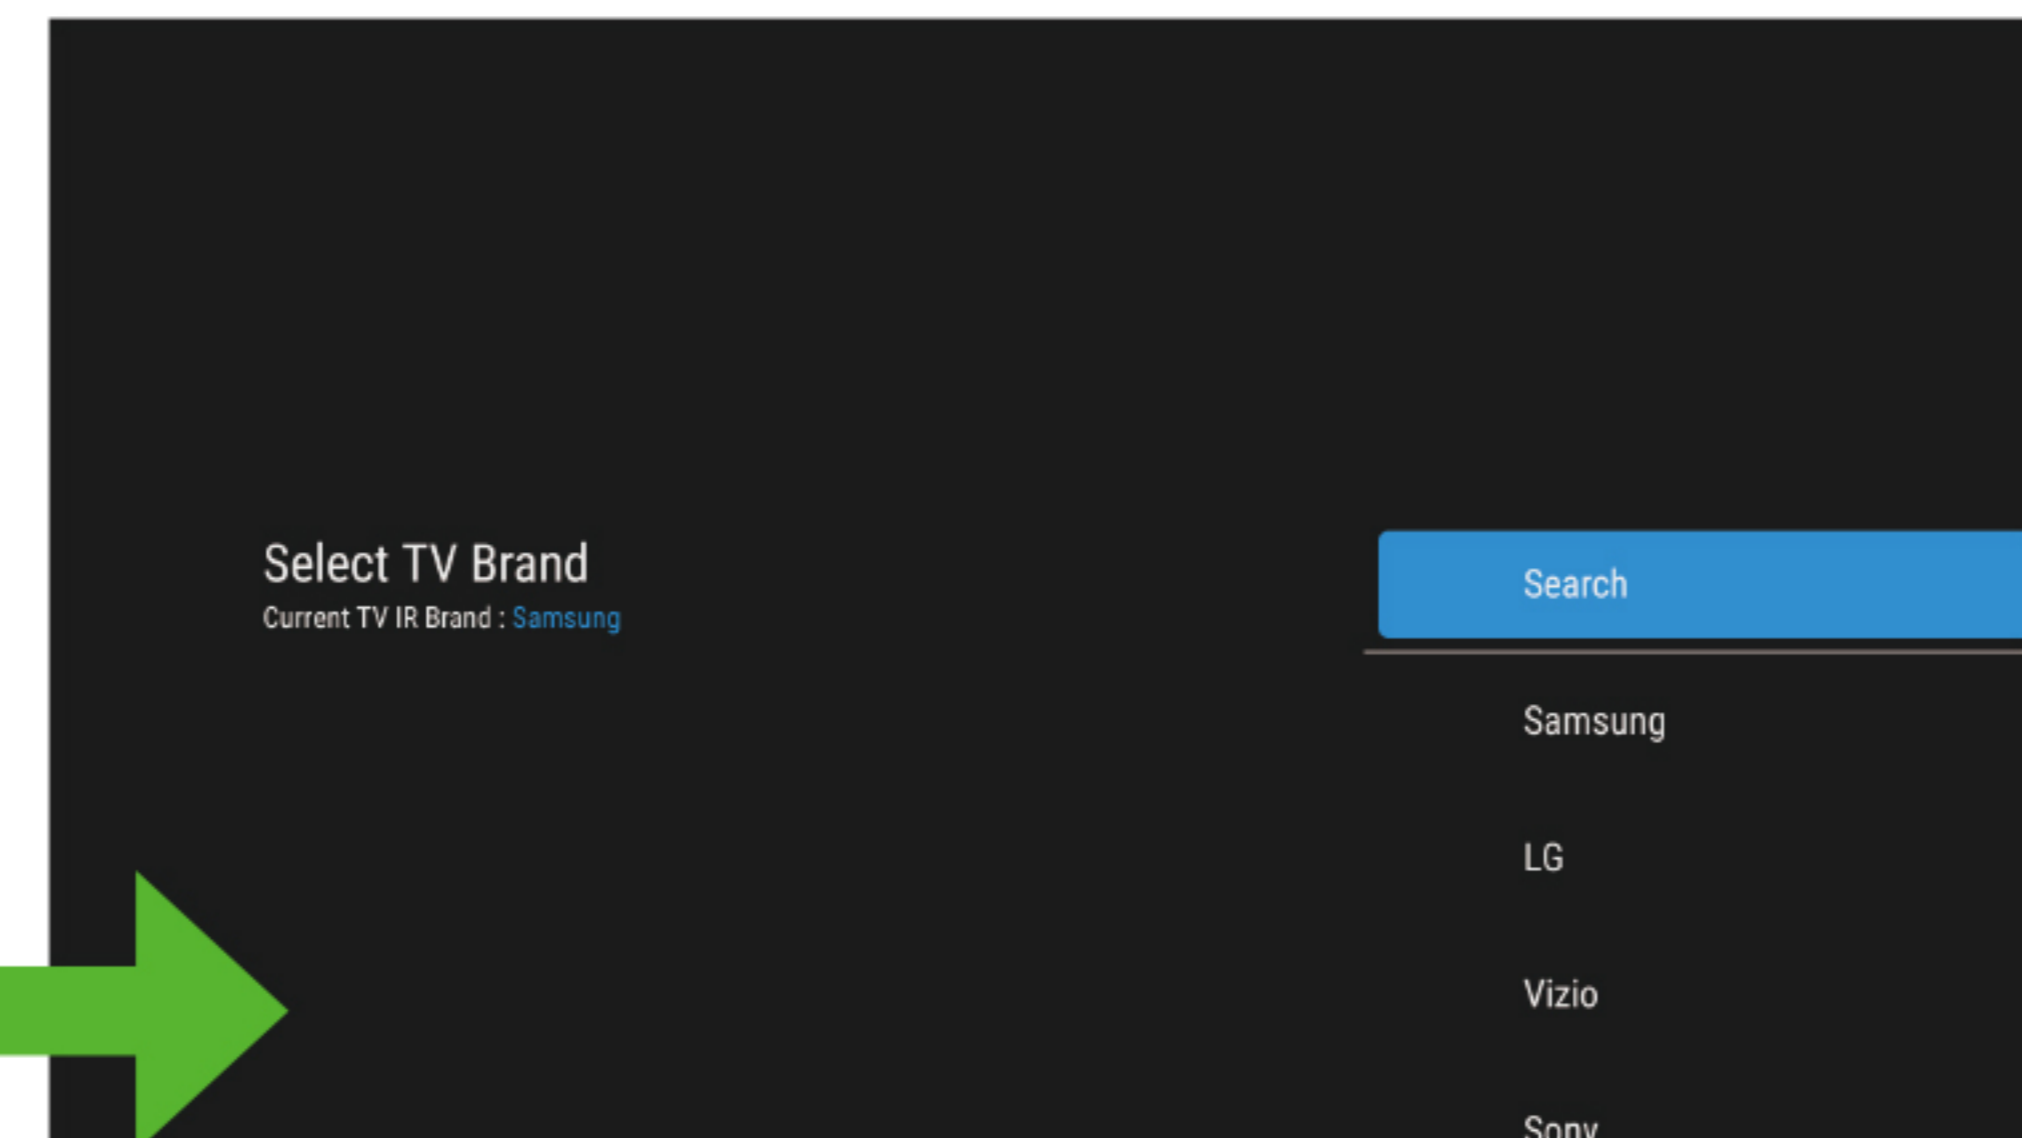 Select TV Brand
Current TV IR Brand : Samsung
Search
Samsung
LG
Vizio
Sony